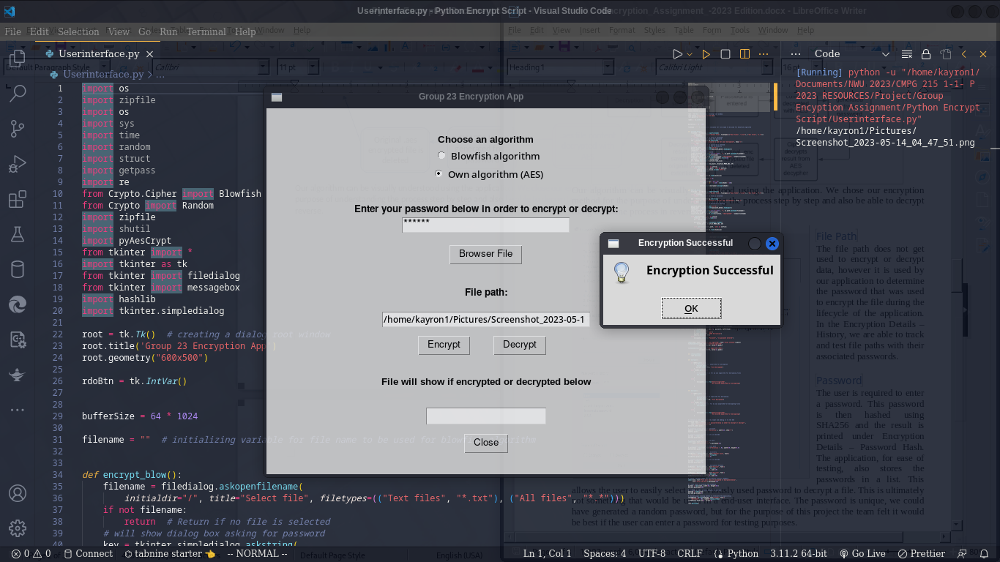 Userinterface.py - Python Encrypt Script - Visual Studio Code
Encryption_Assignment_-2023 Edition.docx - LibreOffice Writer
File Edit Selection View Go Run Terminal Help
Window Help
File Edit View Insert Format Styles Table Form Tools Window Help
Userinterface.py
Code
Default Paragraph Style
Calibri
11 pt
Heading 1
Calibri Light
16 pt
Userinterface.py > ...
1 import os
2 import zipfile
3 import os
4 import sys
5 import time
6 import random
7 import struct
8 import getpass
9 import re
10 from Crypto.Cipher import Blowfish
11 from Crypto import Random
12 import zipfile
13 import shutil
14 import pyAesCrypt
15 from tkinter import *
16 import tkinter as tk
17 from tkinter import filedialog
18 from tkinter import messagebox
19 import hashlib
20 import tkinter.simpledialog
21
22 root = tk.Tk()  # creating a dialog root window
23 root.title('Group 23 Encryption App')
24 root.geometry("600x500")
25
26 rdoBtn = tk.IntVar()
27
28
29 bufferSize = 64 * 1024
30
31 filename = ""  # initializing variable for file name to be used for blowfish algorithm
32
33
34 def encrypt_blow():
35 filename = filedialog.askopenfilename(
36 initialdir="/", title="Select file", filetypes=(("Text files", "*.txt"), ("All files", "*.*")))
37 if not filename:
38 return  # Return if no file is selected
39 # will show dialog box asking for password
40 key = tkinter.simpledialog.askstring(
Group 23 Encryption App
Choose an algorithm
Blowfish algorithm
Own algorithm (AES)
Enter your password below in order to encrypt or decrypt:
******
Browser File
File path:
/home/kayron1/Pictures/Screenshot_2023-05-1
Encrypt Decrypt
File will show if encrypted or decrypted below
Close
Encryption Successful
Encryption Successful
OK
[Running] python -u "/home/kayron1/
Documents/NWU 2023/CMPG 215 1-1- P
2023 RESOURCES/Project/Group
Encyption Assignment/Python Encrypt
Script/Userinterface.py"
/home/kayron1/Pictures/
Screenshot_2023-05-14_04_47_51.png
decrypts
result from
AES
decypher
using the application. We chose our encryption
process step by step and also be able to decrypt
File Path
The file path does not get
used to encrypt or decrypt
data, however it is used by
our application to determine
the password that was used
to encrypt the file during the
lifecycle of the application.
In the Encryption Details –
History, we are able to track
and test file paths with their
associated passwords.
Password
The user is required to enter
a password. This password
is then hashed using
SHA256 and the result is
printed under Encryption
Details – Password Hash.
The application, for ease of
testing, also stores the
passwords in a list. This
allows the user to easily select previously used password to decrypt a file. This is ultimately
not something that would be used in a end-user interface. The password is unique, we could
have generated a random password, but for the purpose of this project the team felt it would
be best if the user can enter a password for testing purposes.
0 0 Connect tabnine starter -- NORMAL --
Default Page Style
English (USA)
Ln 1, Col 1 Spaces: 4 UTF-8 CRLF Python 3.11.2 64-bit Go Live Prettier